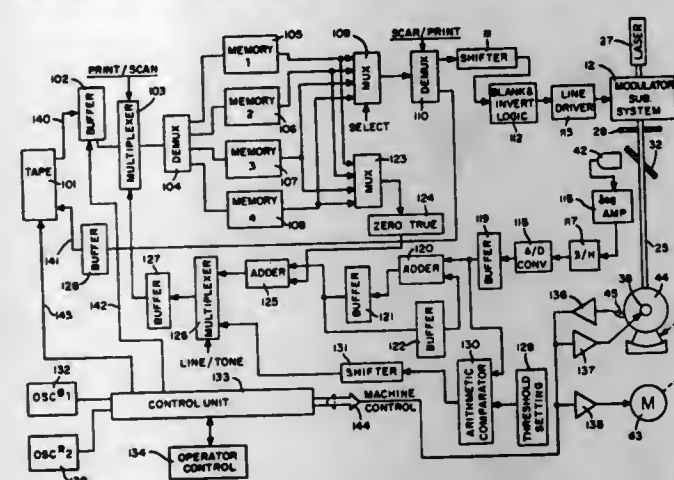 105
109
SCAR/PRINT
27
LASER
MEMORY
1
SHIFTER
12
102
PRINT/SCAN
103
MUX
DEMUX
MODULATOR
SUB.
SYSTEM
BUFFER
MULTIPLEXER
MEMORY
2
106
110
BLANK &
INVERT
LOGIC
112
LINE
DRIVER
28
140
DEMUX
104
SELECT
42
32
TAPE
101
MEMORY
3
107
123
MUX
124
AMP
MEMORY
4
108
ZERO TRUE
119
118
117
25
141
BUFFER
142
127
BUFFER
MULTIPLEXER
126
ADDER
125
120
ADDER
BUFFER
A/D
CONV
S/H
38
44
45
136
BUFFER
121
BUFFER
122
143
LINE/TONE
131
SHIFTER
130
ARITHMETIC
COMPARATOR
129
THRESHOLD
SETTING
137
132
OSC #1
133
CONTROL UNIT
MACHINE
CONTROL
144
138
M
63
OSC #2
134
OPERATOR
CONTROL